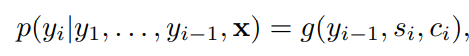 p(y_i|y_1, . . . , y_{i−1}, x) = g(y_{i−1}, s_i, c_i),